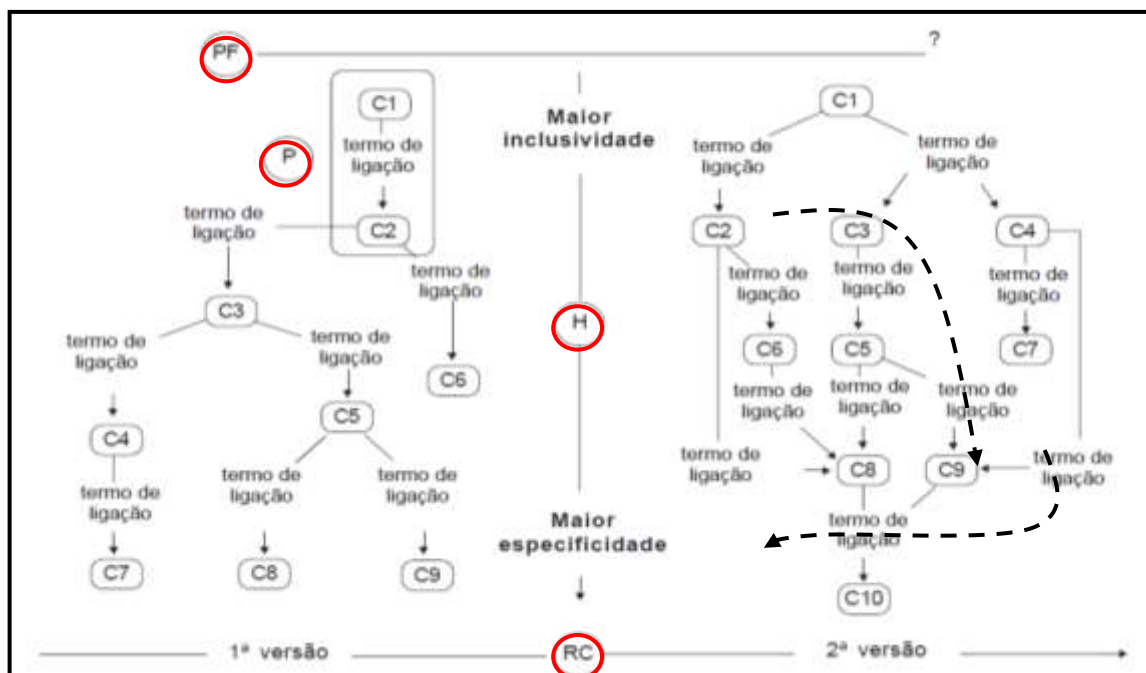 PF
?
C1
termo de
ligação
P
C2
termo de
ligação
termo de
ligação
C3
C6
termo de
ligação
termo de
ligação
C4
C5
termo de
ligação
termo de
ligação
termo de
ligação
C7
C8
C9
Maior
inclusividade
H
Maior
especificidade
C1
termo de
ligação
termo de
ligação
C2
C3
C4
termo de
ligação
termo de
ligação
termo de
ligação
C6
C5
C7
termo de
ligação
termo de
ligação
termo de
ligação
termo de
ligação
C8
C9
termo de
ligação
termo de
ligação
C10
1ª versão
RC
2ª versão